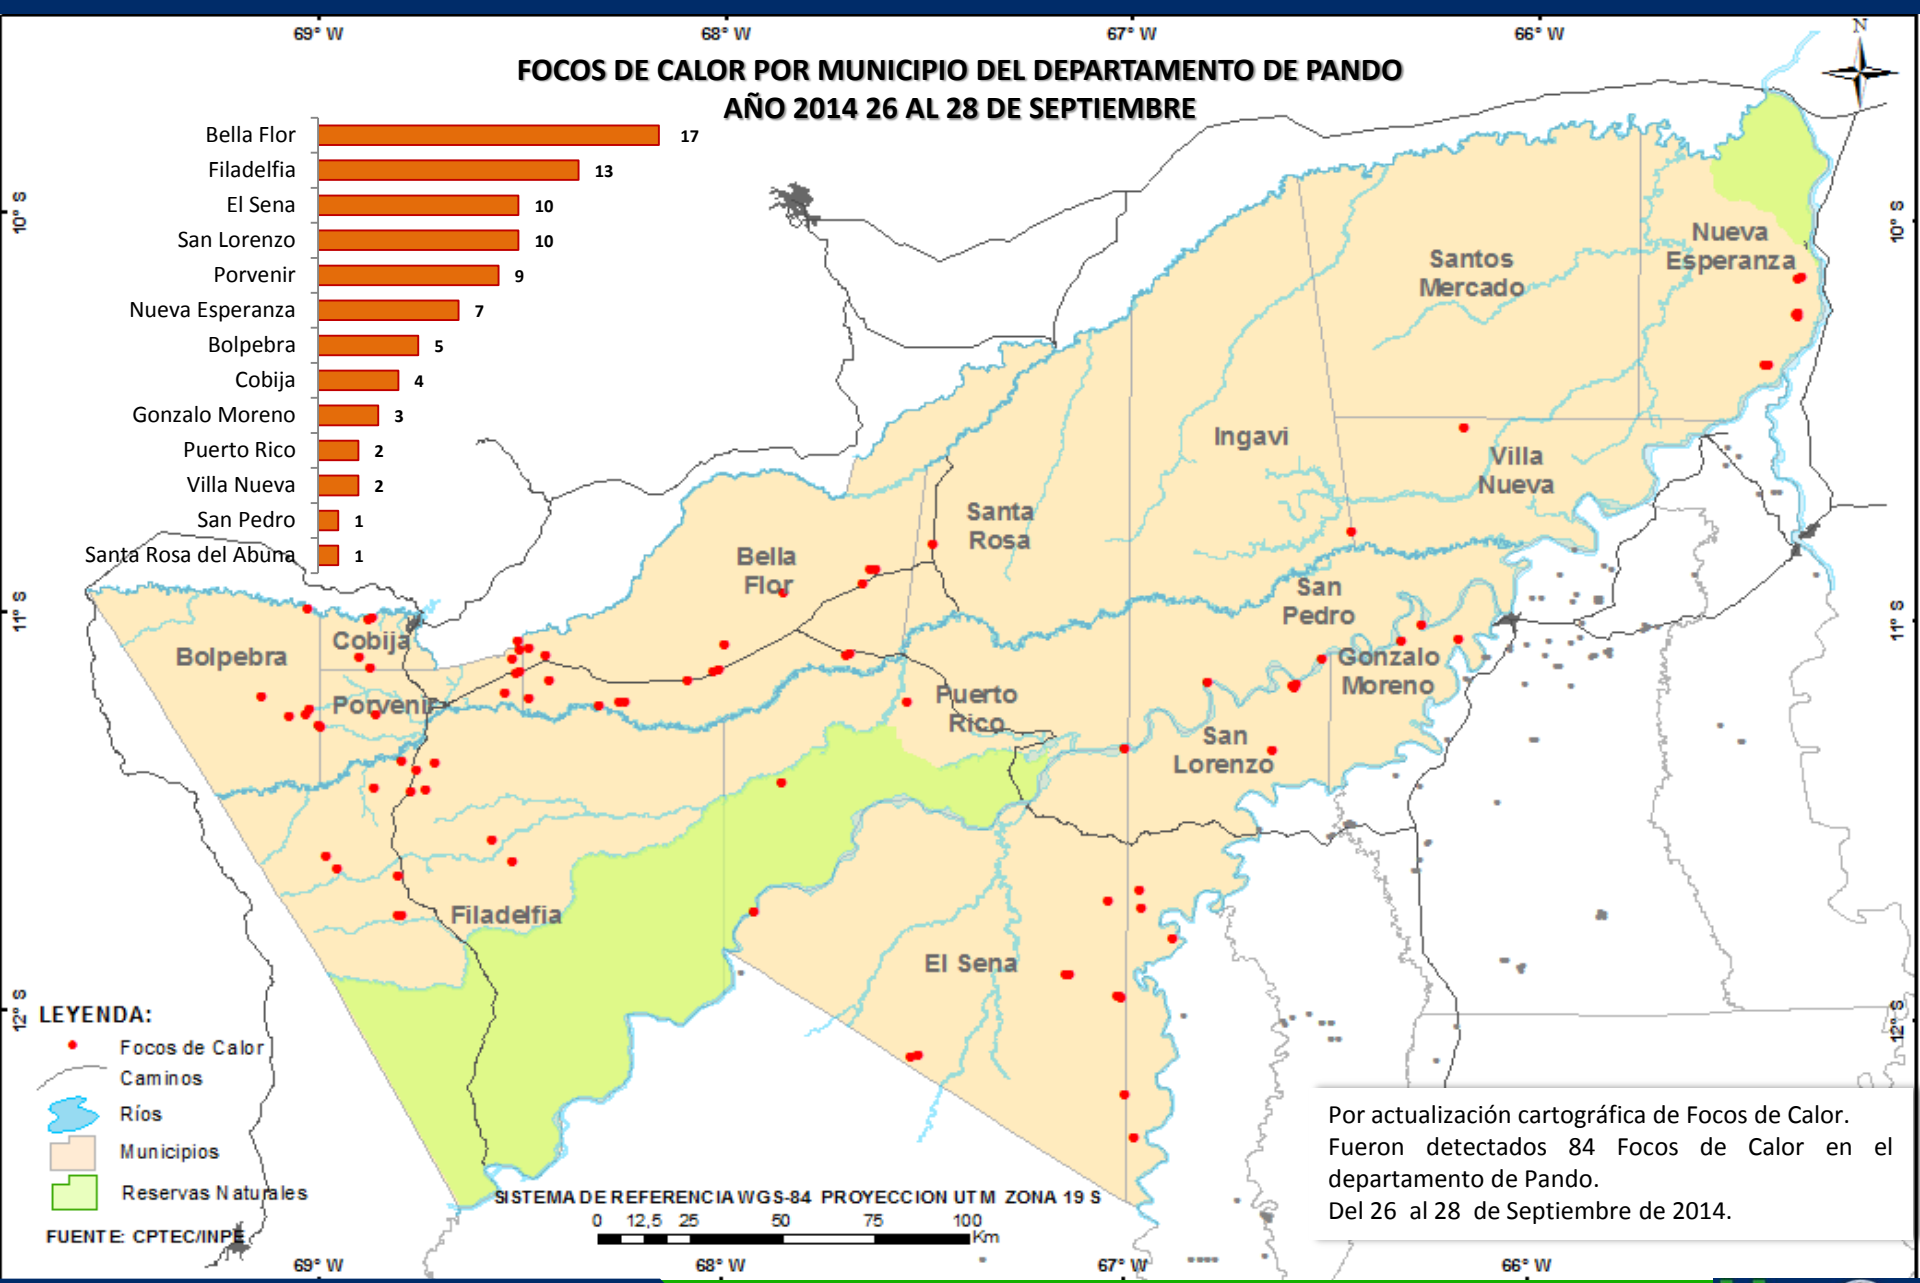 69° W 68° W 67° W 66° W
N
FOCOS DE CALOR POR MUNICIPIO DEL DEPARTAMENTO DE PANDO
AÑO 2014 26 AL 28 DE SEPTIEMBRE
Bella Flor 17
Filadelfia 13
El Sena 10
San Lorenzo 10
Porvenir 9
Nueva Esperanza 7
Bolpebra 5
Cobija 4
Gonzalo Moreno 3
Puerto Rico 2
Villa Nueva 2
San Pedro 1
Santa Rosa del Abuna 1
10° S
10° S
11° S
11° S
12° S
12° S
Nueva
Esperanza
Santos
Mercado
Ingavi
Villa
Nueva
Santa
Rosa
Bella
Flor
San
Pedro
Cobija
Bolpebra
Gonzalo
Moreno
Porvenir
Puerto
Rico
San
Lorenzo
Filadelfia
El Sena
LEYENDA:
Focos de Calor
Caminos
Ríos
Municipios
Reservas Naturales
FUENTE: CPTEC/INPE
SISTEMA DE REFERENCIA WGS-84 PROYECCION UTM ZONA 19 S
0 12,5 25 50 75 100
Km
Por actualización cartográfica de Focos de Calor.
Fueron detectados 84 Focos de Calor en el
departamento de Pando.
Del 26 al 28 de Septiembre de 2014.
69° W 68° W 67° W 66° W